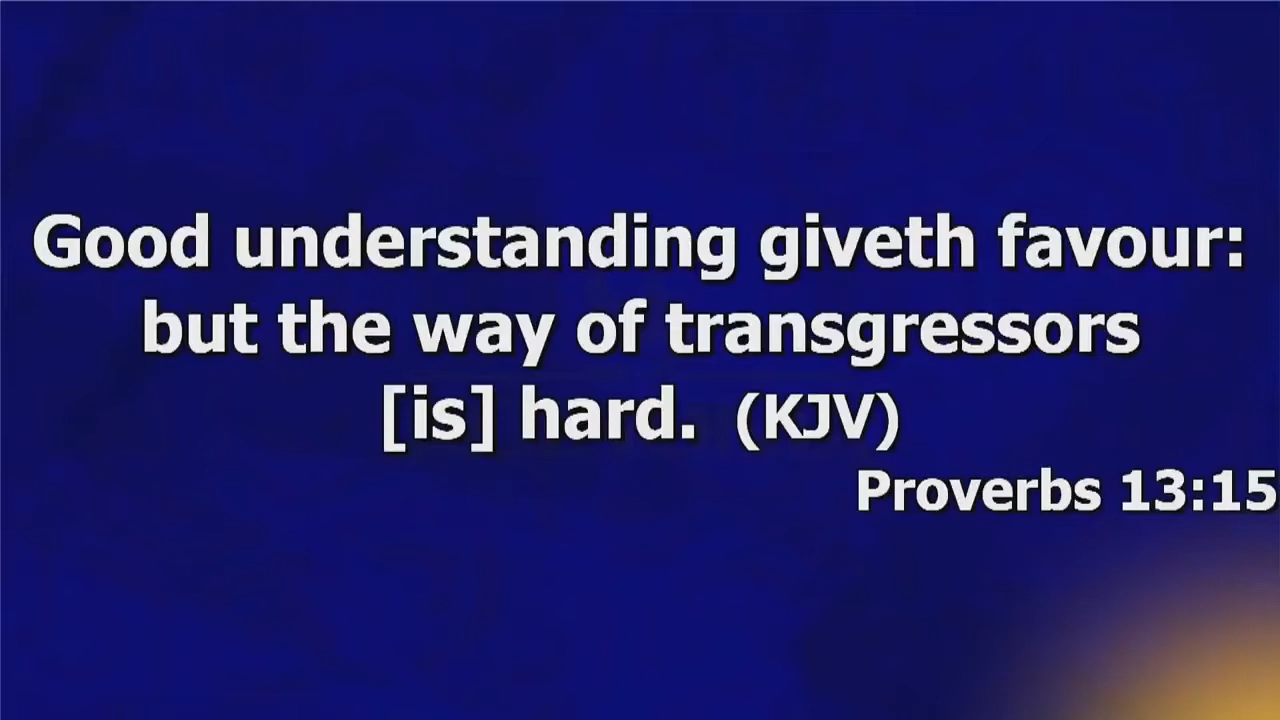 Good understanding giveth favour:
but the way of transgressors
[is] hard. (KJV)
Proverbs 13:15